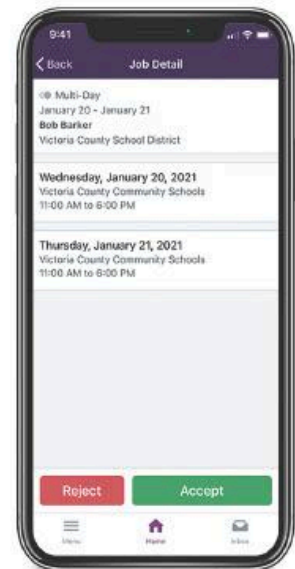 9:41
Back Job Detail
Multi-Day
January 20 - January 21
Bob Barker
Victoria County School District
Wednesday, January 20, 2021
Victoria County Community Schools
11:00 AM to 6:00 PM
Thursday, January 21, 2021
Victoria County Community Schools
11:00 AM to 6:00 PM
Reject Accept
Menu Home Inbox